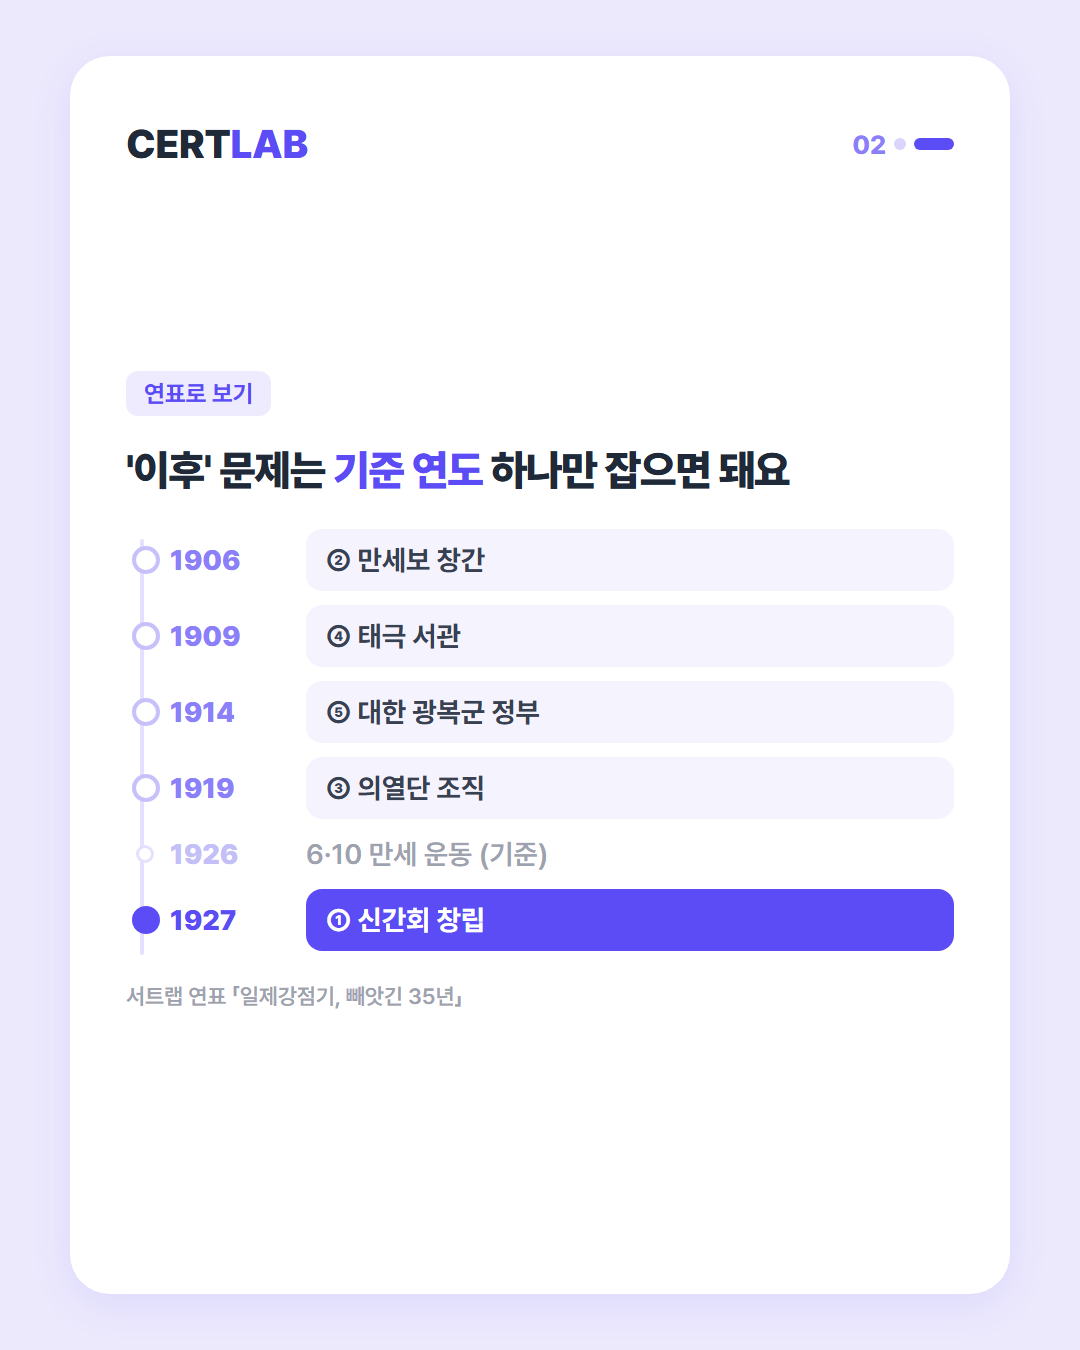 CERTLAB
02
연표로 보기
'이후' 문제는 기준 연도 하나만 잡으면 돼요
1906 ② 만세보 창간
1909 ④ 태극 서관
1914 ⑤ 대한 광복군 정부
1919 ③ 의열단 조직
1926 6·10 만세 운동 (기준)
1927 ① 신간회 창립
서트랩 연표 「일제강점기, 빼앗긴 35년」